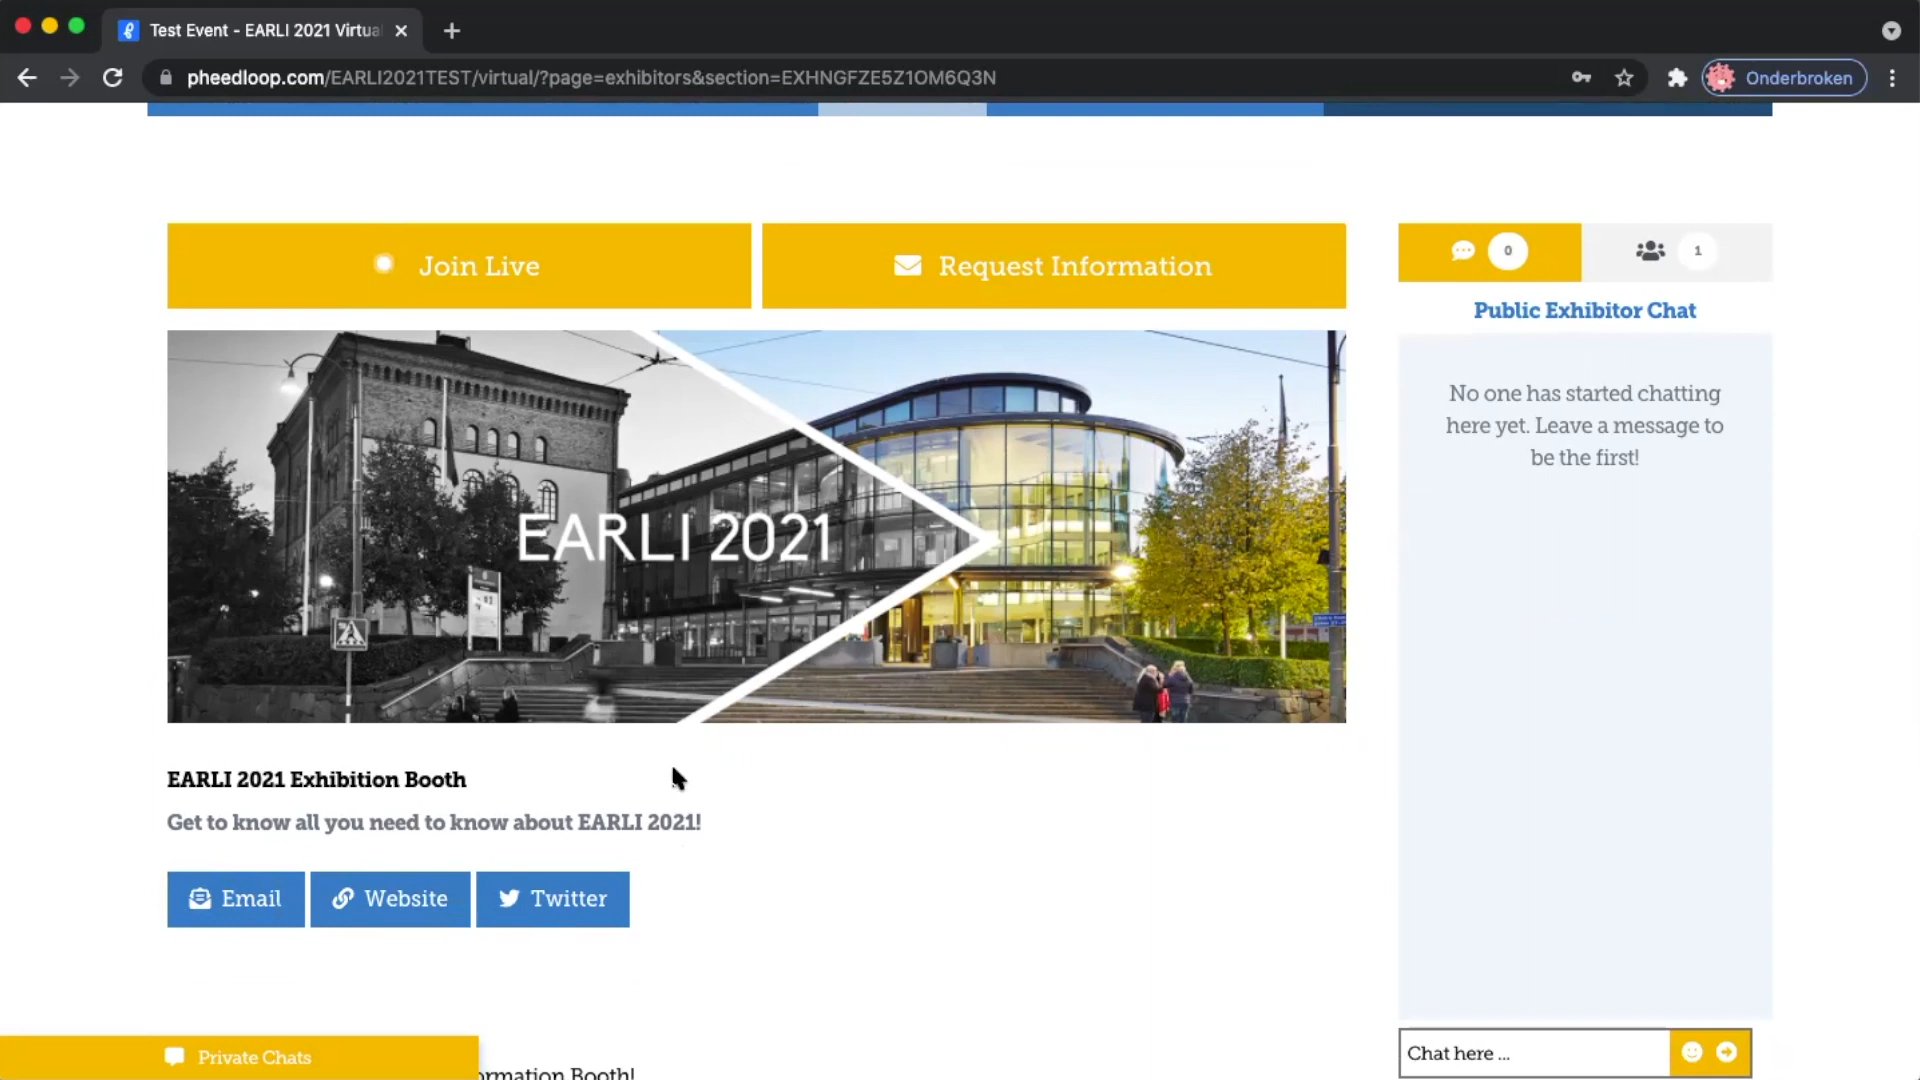 Test Event - EARLI 2021 Virtua
pheedloop.com/EARLI2021TEST/virtual/?page=exhibitors&section=EXHNGFZE5Z1OM6Q3N
Onderbroken
Join Live
Request Information
0
1
Public Exhibitor Chat
No one has started chatting
here yet. Leave a message to
be the first!
EARLI 2021
EARLI 2021 Exhibition Booth
Get to know all you need to know about EARLI 2021!
Email
Website
Twitter
Private Chats
ormation Booth!
Chat here ...